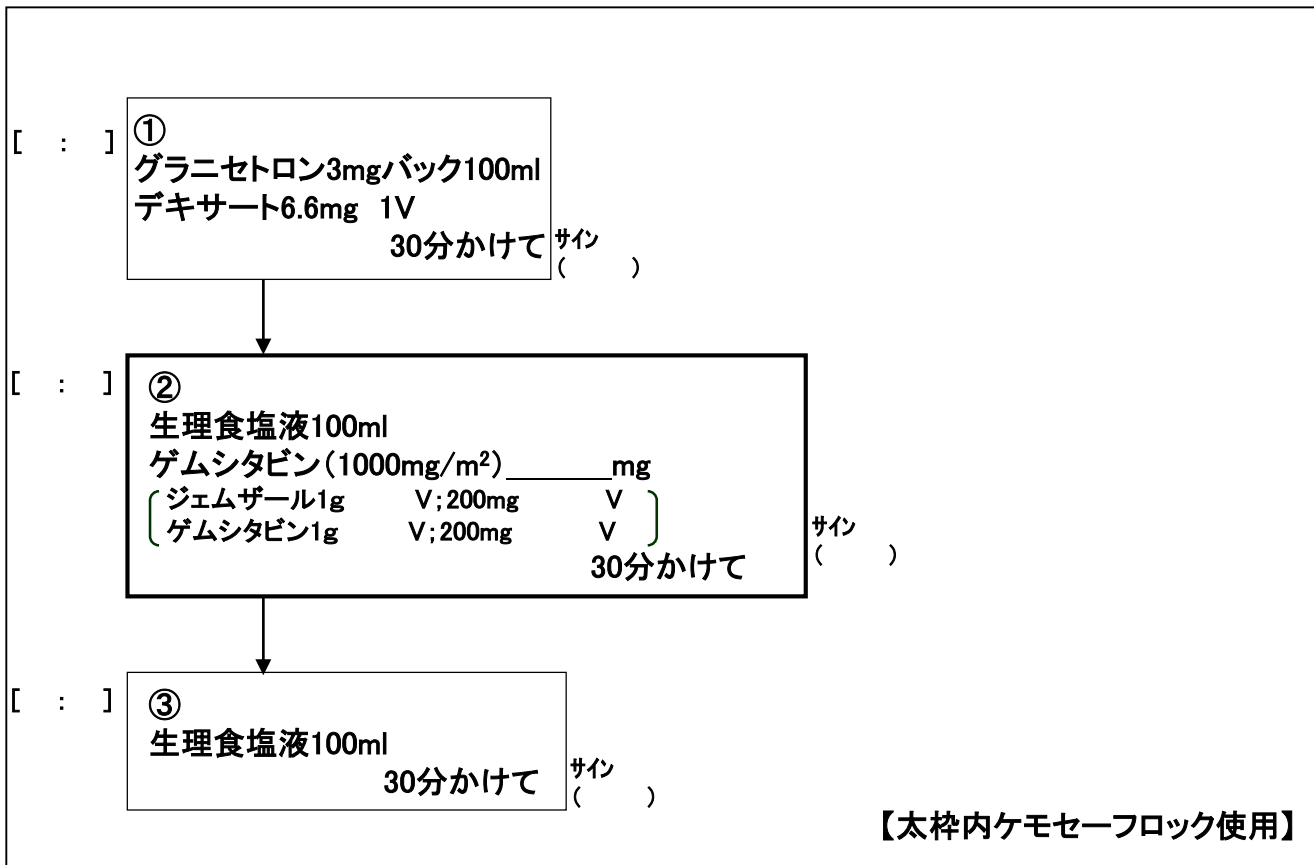 [ : ]
①
グラニセトロン3mgバック100ml
デキサート6.6mg 1V
30分かけて
サイン
( )
[ : ]
②
生理食塩液100ml
ゲムシタビン(1000mg/m²)_______mg
ジェムザール1g V;200mg V
ゲムシタビン1g V;200mg V
30分かけて
サイン
( )
[ : ]
③
生理食塩液100ml
30分かけて
サイン
( )
【太枠内ケモセーフロック使用】